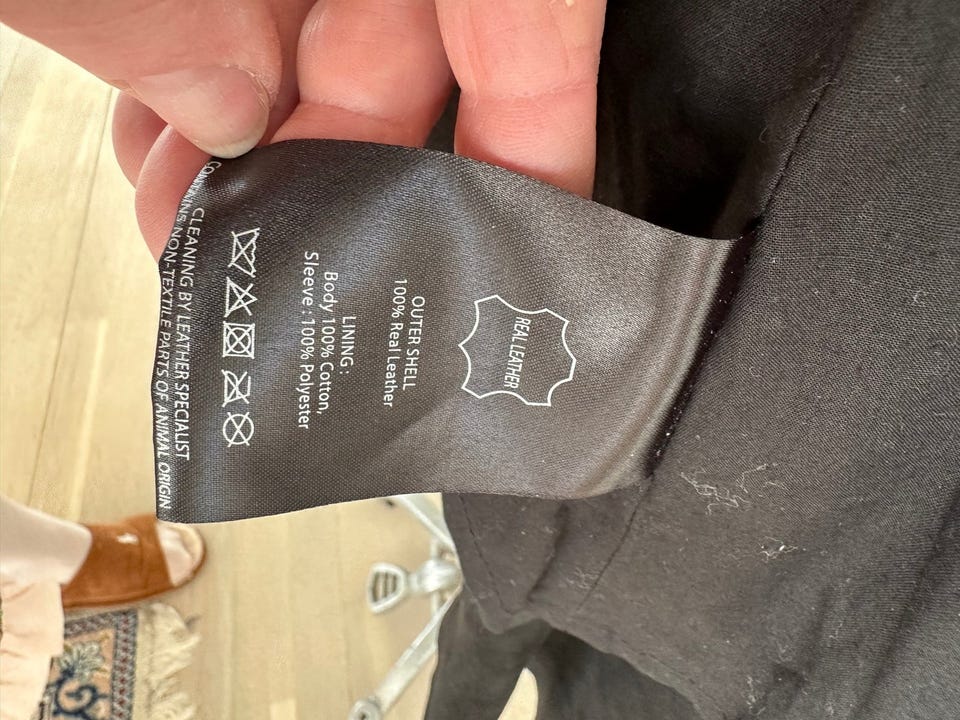 REAL LEATHER
OUTER SHELL
100% Real Leather
LINING:
Body 100% Cotton,
Sleeve: 100% Polyester
CLEANING BY LEATHER SPECIALIST
NON-TEXTILE PARTS OF ANIMAL ORIGIN